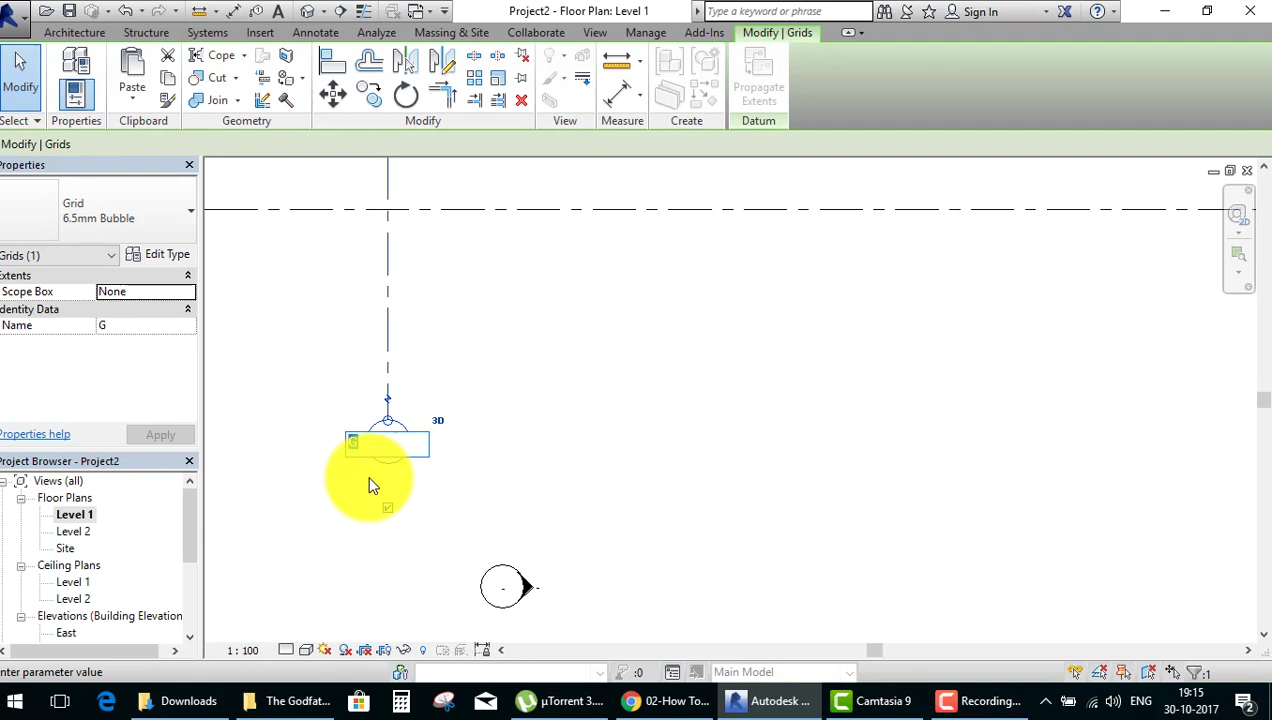 Project2 - Floor Plan: Level 1
Type a keyword or phrase
Sign In
Architecture Structure Systems Insert Annotate Analyze Massing & Site Collaborate View Manage Add-Ins Modify | Grids
Modify
Paste
Cope
Cut
Join
Propagate
Extents
Select Properties Clipboard Geometry Modify View Measure Create Datum
Modify | Grids
Properties
Grid
6.5mm Bubble
Grids (1)
Edit Type
Extents
Scope Box None
Identity Data
Name G
3D
G
Properties help
Apply
Project Browser - Project2
Views (all)
Floor Plans
Level 1
Level 2
Site
Ceiling Plans
Level 1
Level 2
Elevations (Building Elevation
East
2D
1 : 100
nter parameter value
:0
Main Model
:1
Downloads
The Godfat...
µTorrent 3....
02-How To...
Autodesk ...
Camtasia 9
Recording...
ENG
19:15
30-10-2017
2